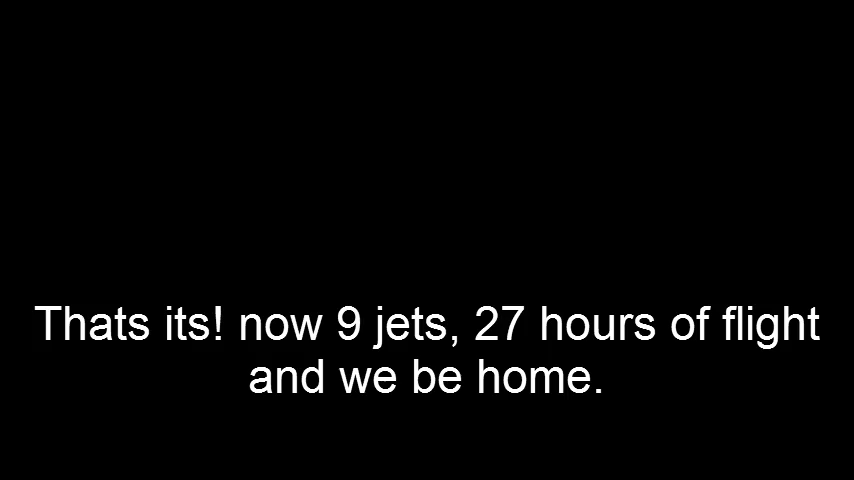 Thats its! now 9 jets, 27 hours of flight
and we be home.